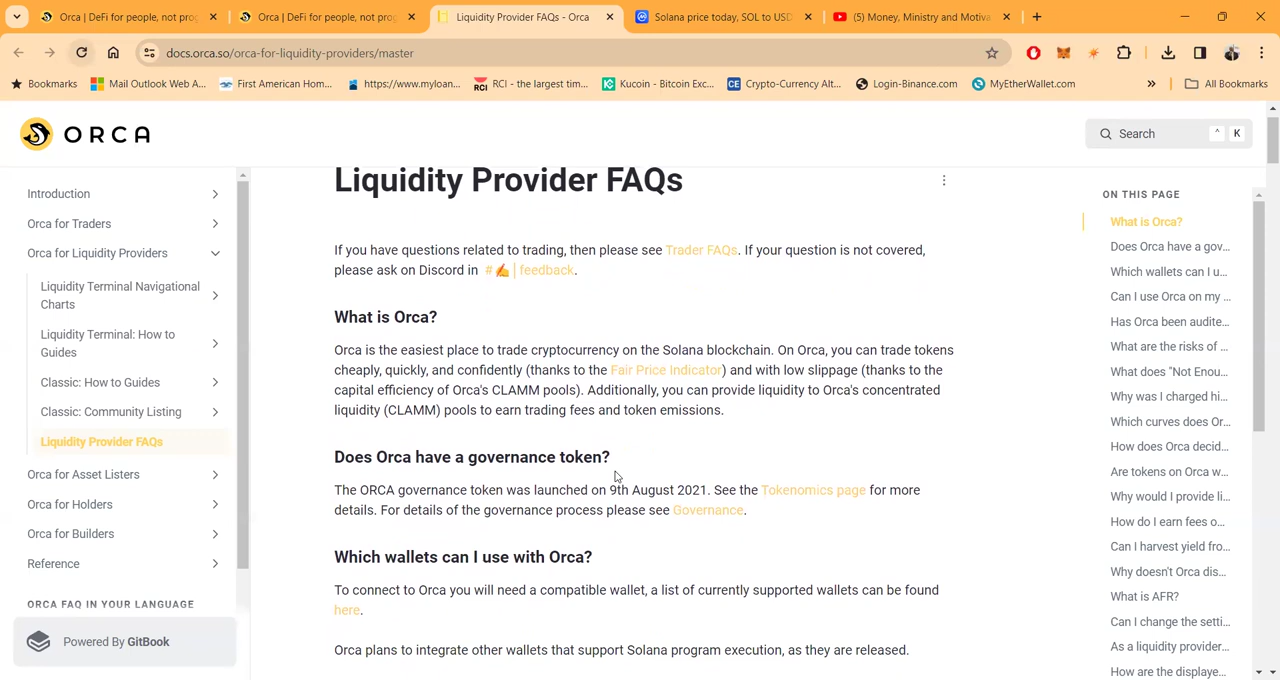 Orca | DeFi for people, not prog
Orca | DeFi for people, not prog
Liquidity Provider FAQs - Orca
Solana price today, SOL to USD
(5) Money, Ministry and Motiva
docs.orca.so/orca-for-liquidity-providers/master
Bookmarks
Mail Outlook Web A...
First American Hom...
https://www.myloan...
RCI - the largest tim...
Kucoin - Bitcoin Exc...
Crypto-Currency Alt...
Login-Binance.com
MyEtherWallet.com
»
All Bookmarks
ORCA
Search
^ K
Introduction
Orca for Traders
Orca for Liquidity Providers
Liquidity Terminal Navigational
Charts
Liquidity Terminal: How to
Guides
Classic: How to Guides
Classic: Community Listing
Liquidity Provider FAQs
Orca for Asset Listers
Orca for Holders
Orca for Builders
Reference
ORCA FAQ IN YOUR LANGUAGE
Powered By GitBook
Liquidity Provider FAQs
If you have questions related to trading, then please see Trader FAQs. If your question is not covered,
please ask on Discord in #✍️│feedback.
What is Orca?
Orca is the easiest place to trade cryptocurrency on the Solana blockchain. On Orca, you can trade tokens
cheaply, quickly, and confidently (thanks to the Fair Price Indicator) and with low slippage (thanks to the
capital efficiency of Orca's CLAMM pools). Additionally, you can provide liquidity to Orca's concentrated
liquidity (CLAMM) pools to earn trading fees and token emissions.
Does Orca have a governance token?
The ORCA governance token was launched on 9th August 2021. See the Tokenomics page for more
details. For details of the governance process please see Governance.
Which wallets can I use with Orca?
To connect to Orca you will need a compatible wallet, a list of currently supported wallets can be found
here.
Orca plans to integrate other wallets that support Solana program execution, as they are released.
ON THIS PAGE
What is Orca?
Does Orca have a gov...
Which wallets can I u...
Can I use Orca on my ...
Has Orca been audite...
What are the risks of ...
What does "Not Enou...
Why was I charged hi...
Which curves does Or...
How does Orca decid...
Are tokens on Orca w...
Why would I provide li...
How do I earn fees o...
Can I harvest yield fro...
Why doesn't Orca dis...
What is AFR?
Can I change the setti...
As a liquidity provider...
How are the displaye...